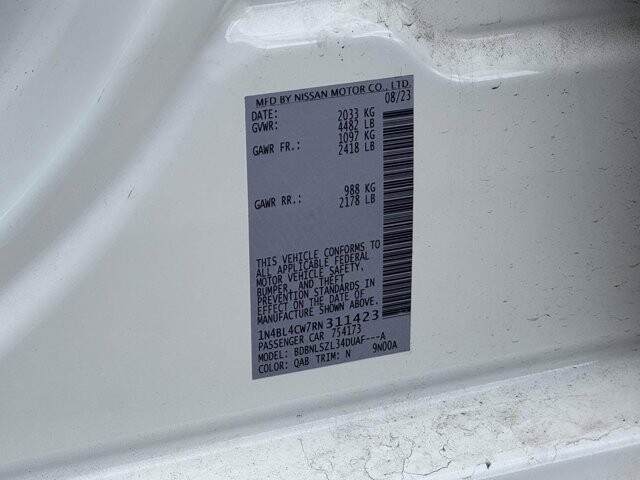 MFD BY NISSAN MOTOR CO., LTD.
DATE: 08/23
GVWR: 2033 KG
4482 LB
GAWR FR.: 1097 KG
2418 LB
GAWR RR.: 988 KG
2178 LB
THIS VEHICLE CONFORMS TO
ALL APPLICABLE FEDERAL
MOTOR VEHICLE SAFETY,
BUMPER, AND THEFT
PREVENTION STANDARDS IN
EFFECT ON THE DATE OF
MANUFACTURE SHOWN ABOVE.
1N4BL4CW7RN311423
PASSENGER CAR 754173
MODEL: BDBNLSZL34DUAF---A
COLOR: QAB TRIM: N 9N00A